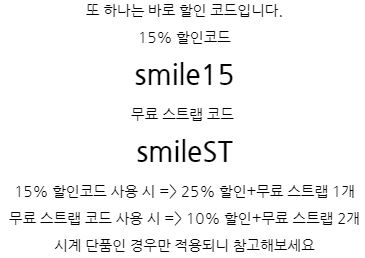 또 하나는 바로 할인 코드입니다.
15% 할인코드
smile15
무료 스트랩 코드
smileST
15% 할인코드 사용 시 => 25% 할인+무료 스트랩 1개
무료 스트랩 코드 사용 시 => 10% 할인+무료 스트랩 2개
시계 단품인 경우만 적용되니 참고해보세요